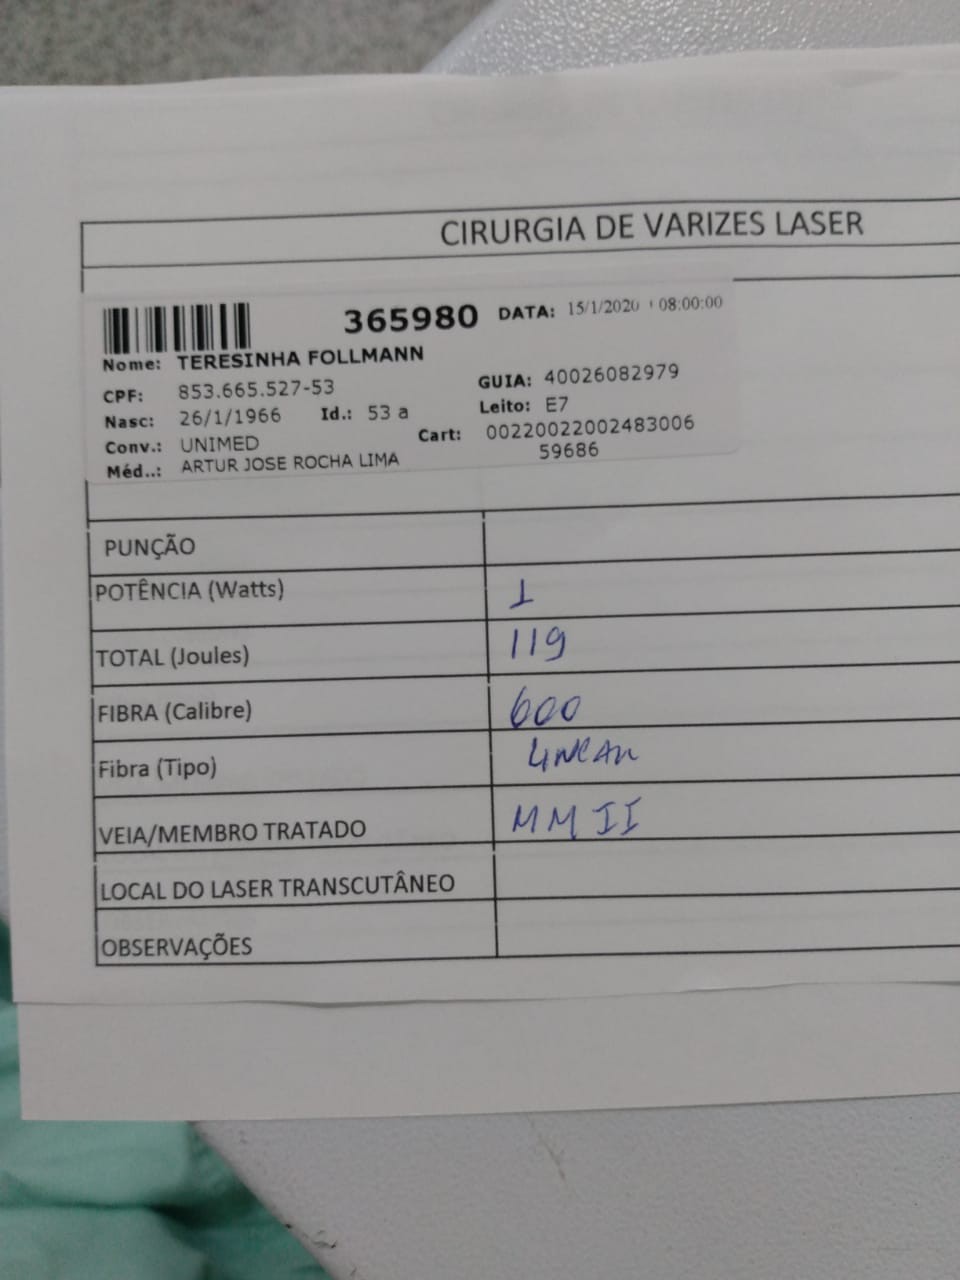 CIRURGIA DE VARIZES LASER
365980 DATA: 15/1/2020 08:00:00
Nome: TERESINHA FOLLMANN
CPF: 853.665.527-53 GUIA: 40026082979
Nasc: 26/1/1966 Id.: 53 a Leito: E7
Conv.: UNIMED Cart: 00220022002483006
59686
Méd..: ARTUR JOSE ROCHA LIMA
PUNÇÃO
POTÊNCIA (Watts) 1
TOTAL (Joules) 119
FIBRA (Calibre) 600
Fibra (Tipo) LINEAR
VEIA/MEMBRO TRATADO MMII
LOCAL DO LASER TRANSCUTÂNEO
OBSERVAÇÕES